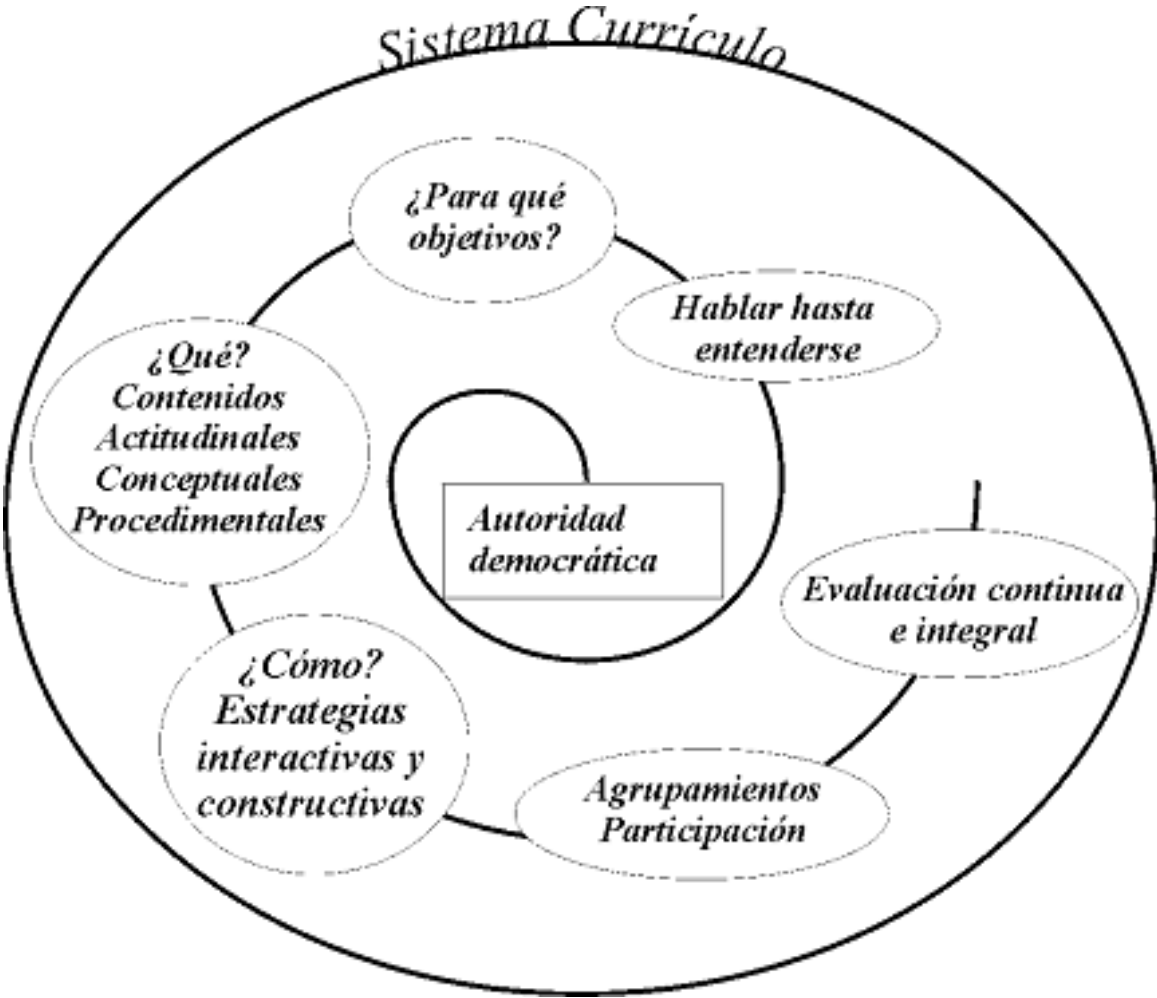 Sistema Currículo
¿Para qué
objetivos?
Hablar hasta
entenderse
¿Qué?
Contenidos
Actitudinales
Conceptuales
Procedimentales
Autoridad
democrática
Evaluación continua
e integral
¿Cómo?
Estrategias
interactivas y
constructivas
Agrupamientos
Participación